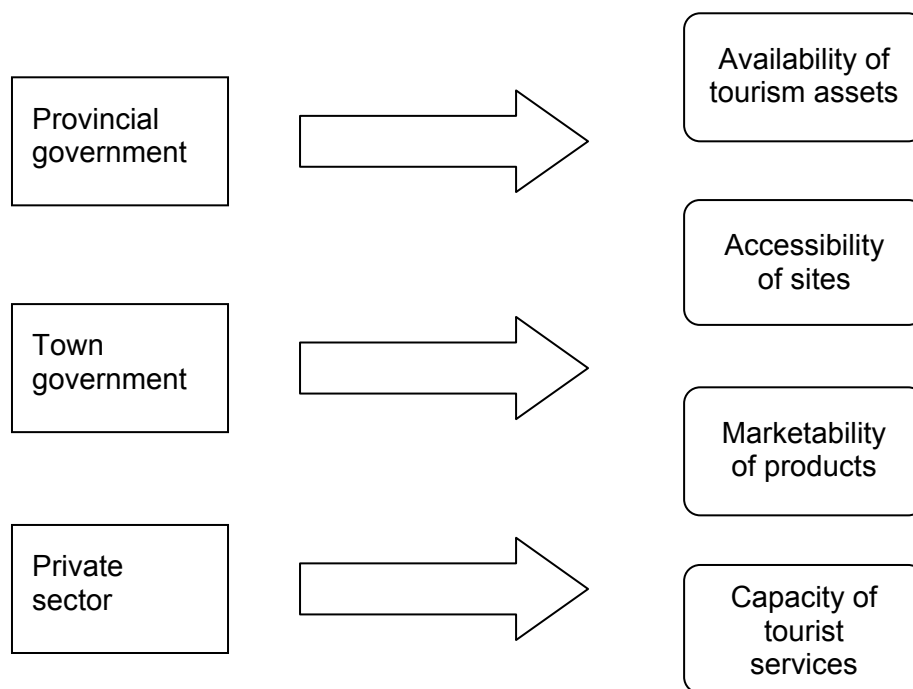 Provincial
government
Town
government
Private
sector
Availability of
tourism assets
Accessibility
of sites
Marketability
of products
Capacity of
tourist
services